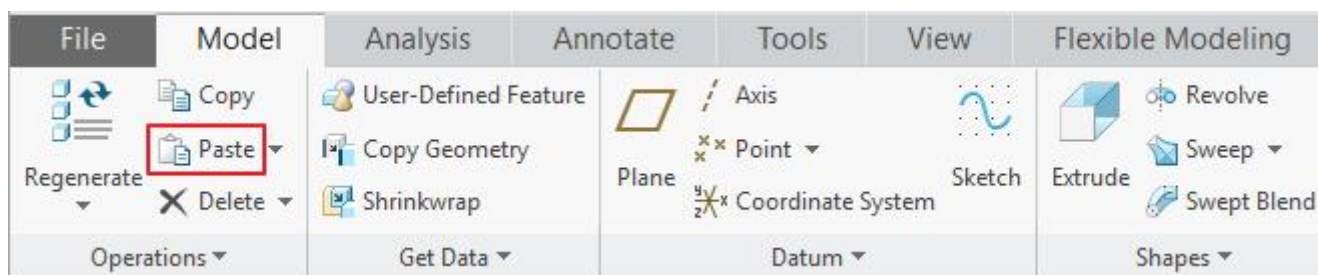 File Model Analysis Annotate Tools View Flexible Modeling
Regenerate
Copy
Paste
Delete
Operations
User-Defined Feature
Copy Geometry
Shrinkwrap
Get Data
Plane
Axis
Point
Coordinate System
Sketch
Datum
Extrude
Revolve
Sweep
Swept Blend
Shapes